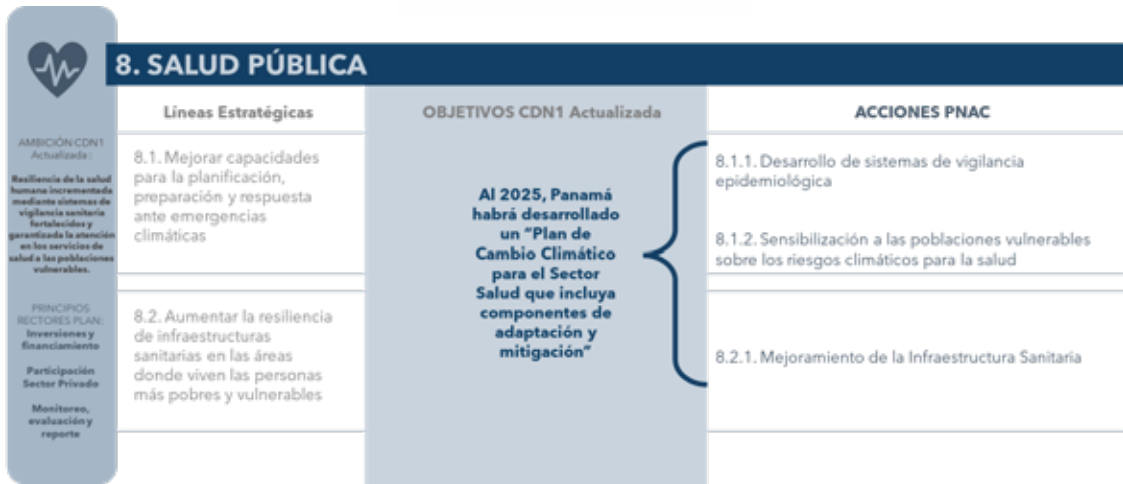 8. SALUD PÚBLICA
AMBICIÓN CDN1
Actualizada:
Resiliencia de la salud
humana incrementada
mediante sistemas de
vigilancia sanitaria
fortalecidos y
garantizada la atención
en los servicios de
salud a las poblaciones
vulnerables.
PRINCIPIOS
RECTORES PLAN:
Inversiones y
financiamiento
Participación
Sector Privado
Monitoreo,
evaluación y
reporte
Líneas Estratégicas
8.1. Mejorar capacidades
para la planificación,
preparación y respuesta
ante emergencias
climáticas
8.2. Aumentar la resiliencia
de infraestructuras
sanitarias en las áreas
donde viven las personas
más pobres y vulnerables
OBJETIVOS CDN1 Actualizada
Al 2025, Panamá
habrá desarrollado
un “Plan de
Cambio Climático
para el Sector
Salud que incluya
componentes de
adaptación y
mitigación”
ACCIONES PNAC
8.1.1. Desarrollo de sistemas de vigilancia
epidemiológica
8.1.2. Sensibilización a las poblaciones vulnerables
sobre los riesgos climáticos para la salud
8.2.1. Mejoramiento de la Infraestructura Sanitaria